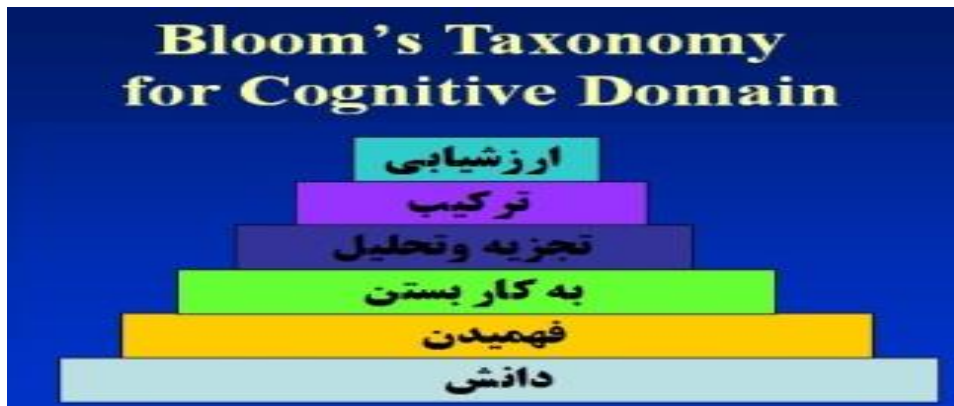 Bloom’s Taxonomy
for Cognitive Domain
ارزشیابی
ترکیب
تجزیه وتحلیل
به کار بستن
فهمیدن
دانش